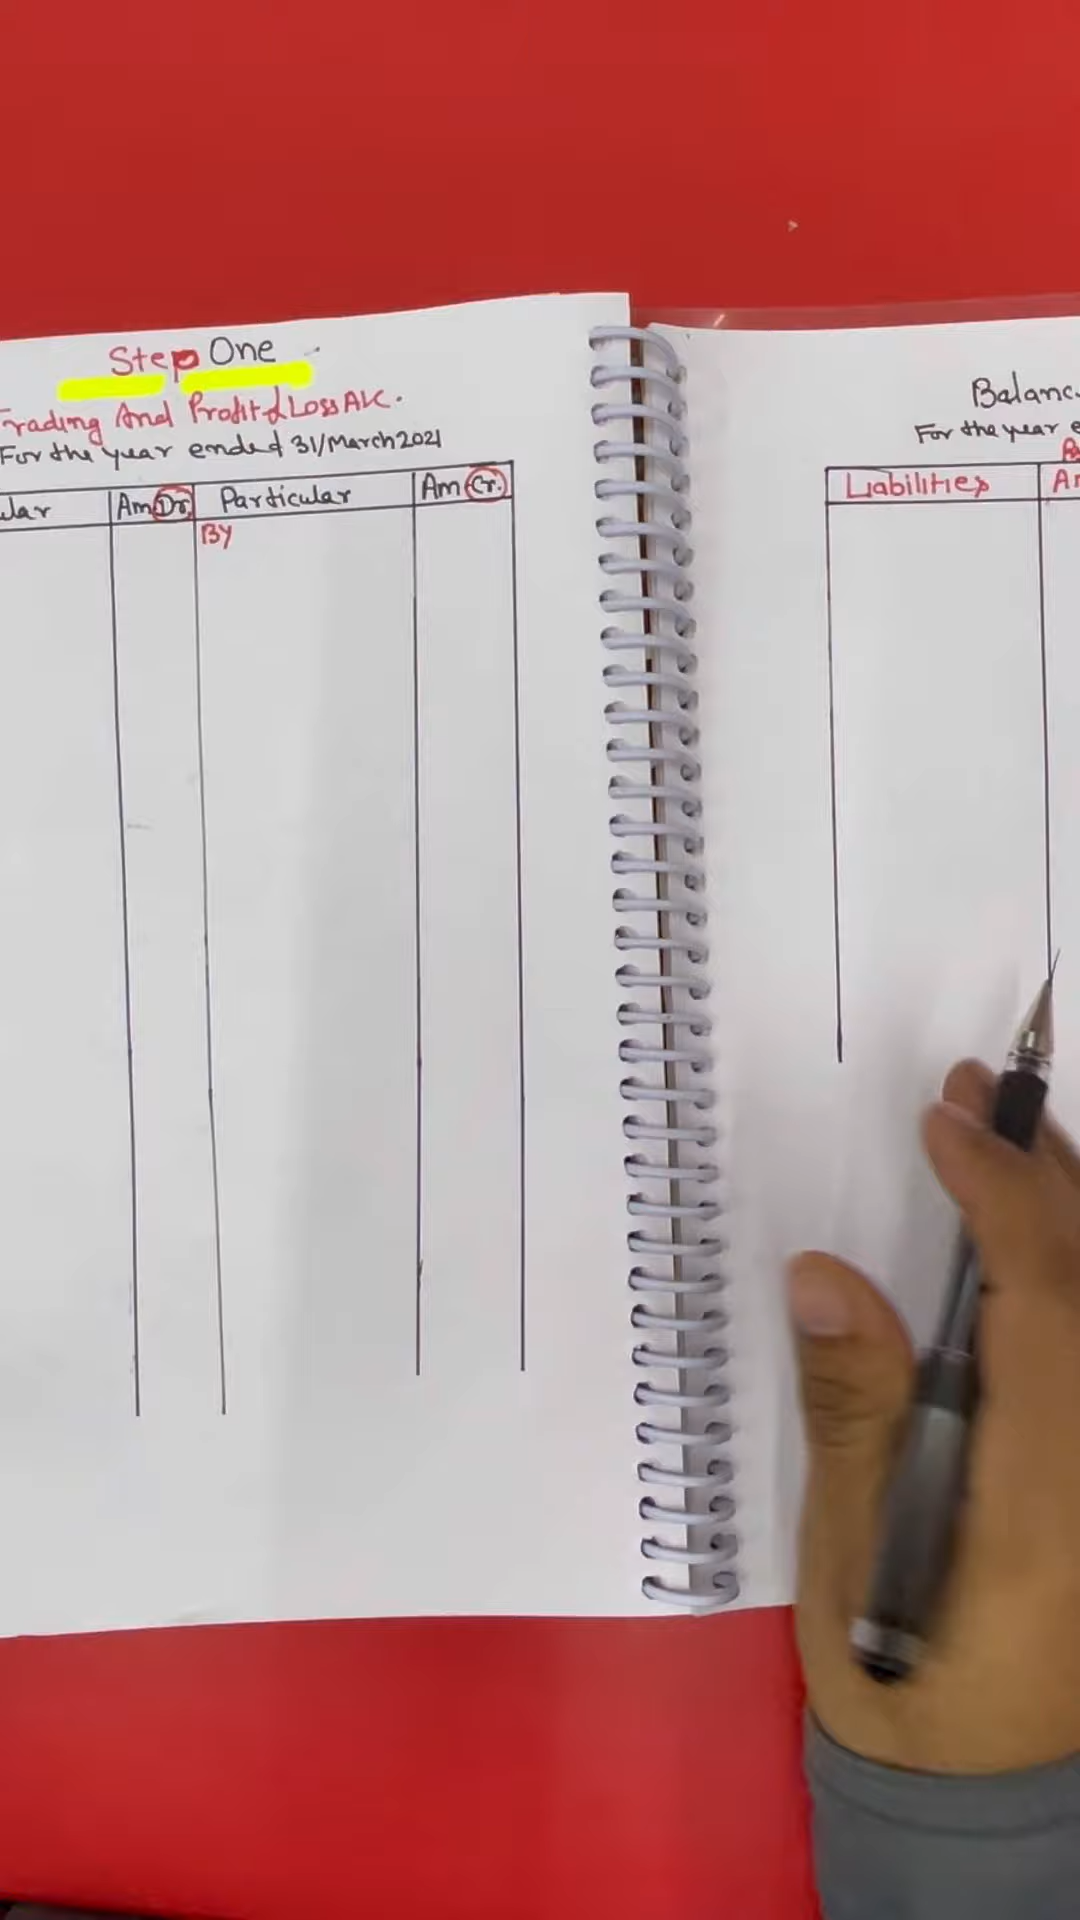 Step One
Trading And Profit & Loss A/c.
For the year ended 31/March 2021
Am Dr. Particular Am Cr.
By
Balanc
For the year e
Liabilities